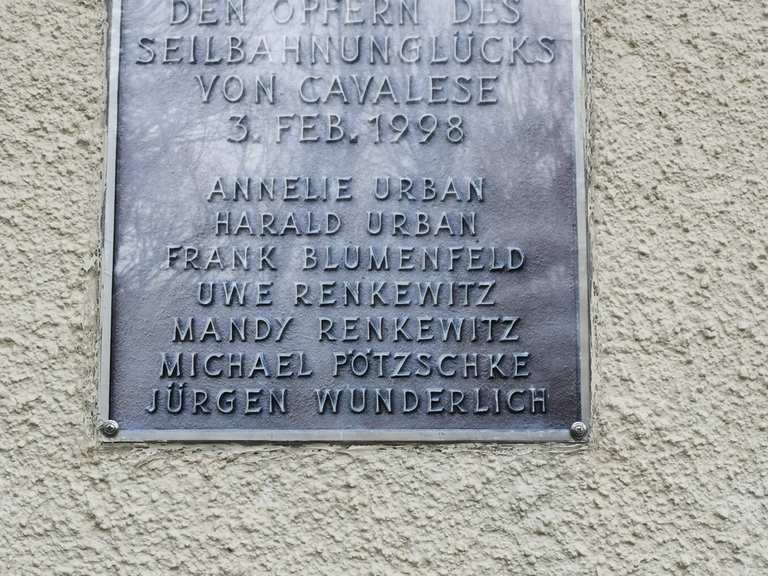 DEN OPFERN DES
SEILBAHNUNGLÜCKS
VON CAVALESE
3. FEB. 1998
ANNELIE URBAN
HARALD URBAN
FRANK BLUMENFELD
UWE RENKEWITZ
MANDY RENKEWITZ
MICHAEL PÖTZSCHKE
JÜRGEN WUNDERLICH